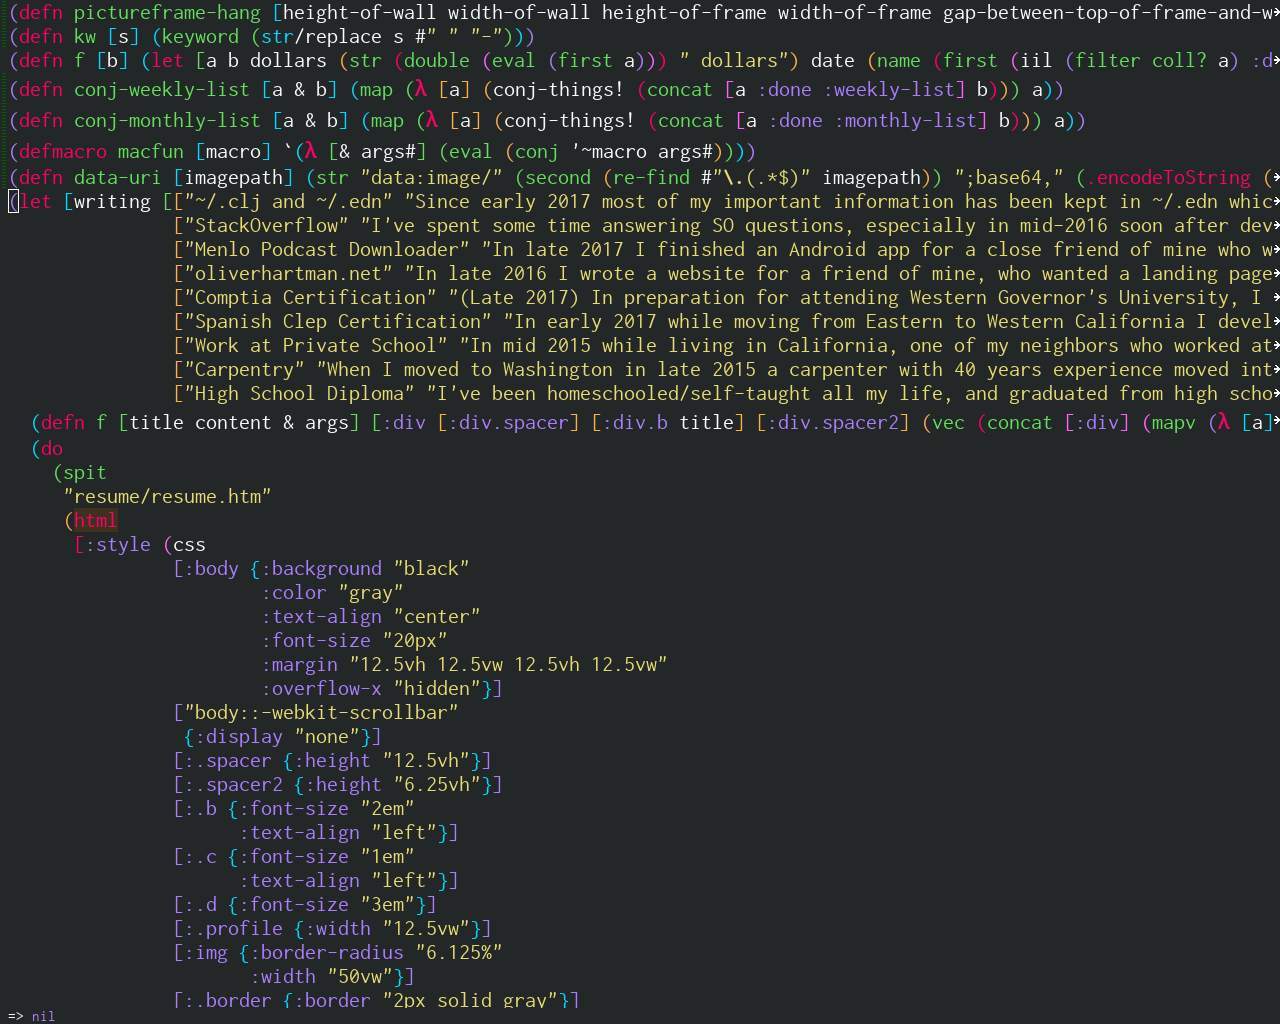 (defn pictureframe-hang [height-of-wall width-of-wall height-of-frame width-of-frame gap-between-top-of-frame-and-w
(defn kw [s] (keyword (str/replace s #" " "-")))
(defn f [b] (let [a b dollars (str (double (eval (first a))) " dollars") date (name (first (iil (filter coll? a) :d
(defn conj-weekly-list [a & b] (map (λ [a] (conj-things! (concat [a :done :weekly-list] b))) a))
(defn conj-monthly-list [a & b] (map (λ [a] (conj-things! (concat [a :done :monthly-list] b))) a))
(defmacro macfun [macro] `(λ [& args#] (eval (conj '~macro args#))))
(defn data-uri [imagepath] (str "data:image/" (second (re-find #"\.(.*$)" imagepath)) ";base64," (.encodeToString (
(let [writing [["~/.clj and ~/.edn" "Since early 2017 most of my important information has been kept in ~/.edn whic
["StackOverflow" "I've spent some time answering SO questions, especially in mid-2016 soon after dev
["Menlo Podcast Downloader" "In late 2017 I finished an Android app for a close friend of mine who w
["oliverhartman.net" "In late 2016 I wrote a website for a friend of mine, who wanted a landing page
["Comptia Certification" "(Late 2017) In preparation for attending Western Governor's University, I
["Spanish Clep Certification" "In early 2017 while moving from Eastern to Western California I devel
["Work at Private School" "In mid 2015 while living in California, one of my neighbors who worked at
["Carpentry" "When I moved to Washington in late 2015 a carpenter with 40 years experience moved int
["High School Diploma" "I've been homeschooled/self-taught all my life, and graduated from high scho
(defn f [title content & args] [:div [:div.spacer] [:div.b title] [:div.spacer2] (vec (concat [:div] (mapv (λ [a]
(do
(spit
"resume/resume.htm"
(html
[:style (css
[:body {:background "black"
:color "gray"
:text-align "center"
:font-size "20px"
:margin "12.5vh 12.5vw 12.5vh 12.5vw"
:overflow-x "hidden"}]
["body::-webkit-scrollbar"
{:display "none"}]
[:.spacer {:height "12.5vh"}]
[:.spacer2 {:height "6.25vh"}]
[:.b {:font-size "2em"
:text-align "left"}]
[:.c {:font-size "1em"
:text-align "left"}]
[:.d {:font-size "3em"}]
[:.profile {:width "12.5vw"}]
[:img {:border-radius "6.125%"
:width "50vw"}]
[:.border {:border "2px solid gray"}]
=> nil